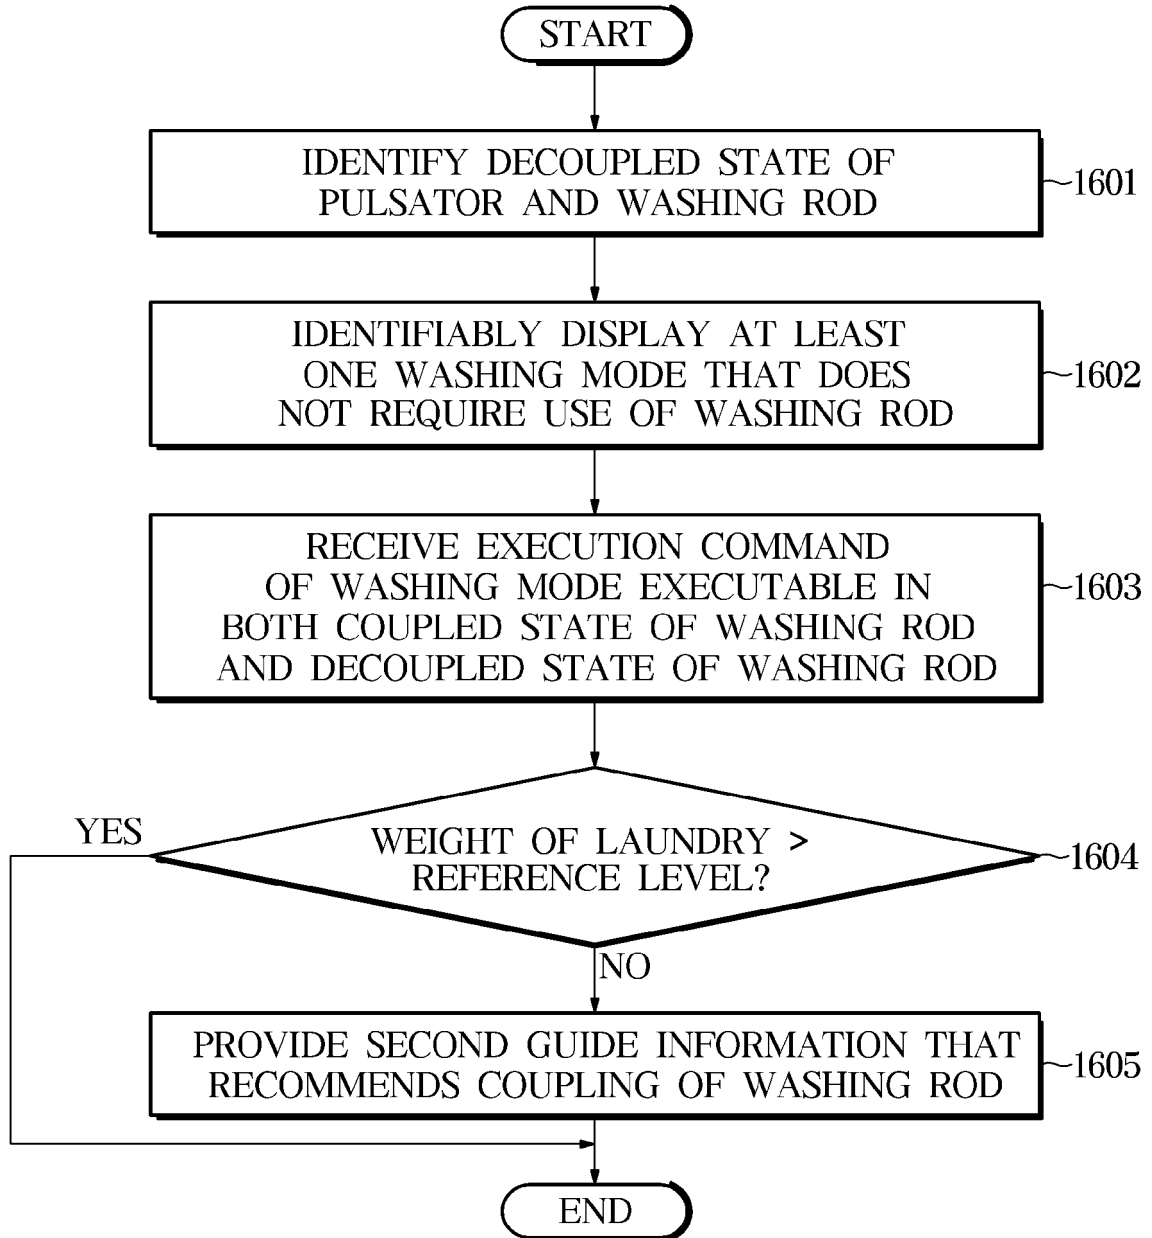 START
IDENTIFY DECOUPLED STATE OF
PULSATOR AND WASHING ROD
1601
IDENTIFIABLY DISPLAY AT LEAST
ONE WASHING MODE THAT DOES
NOT REQUIRE USE OF WASHING ROD
1602
RECEIVE EXECUTION COMMAND
OF WASHING MODE EXECUTABLE IN
BOTH COUPLED STATE OF WASHING ROD
AND DECOUPLED STATE OF WASHING ROD
1603
YES
WEIGHT OF LAUNDRY >
REFERENCE LEVEL?
1604
NO
PROVIDE SECOND GUIDE INFORMATION THAT
RECOMMENDS COUPLING OF WASHING ROD
1605
END